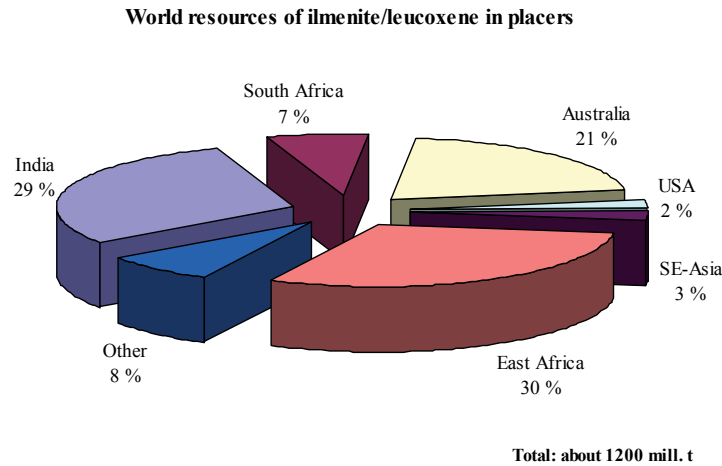 World resources of ilmenite/leucoxene in placers
South Africa
7 %
Australia
21 %
India
29 %
USA
2 %
SE-Asia
3 %
Other
8 %
East Africa
30 %
Total: about 1200 mill. t